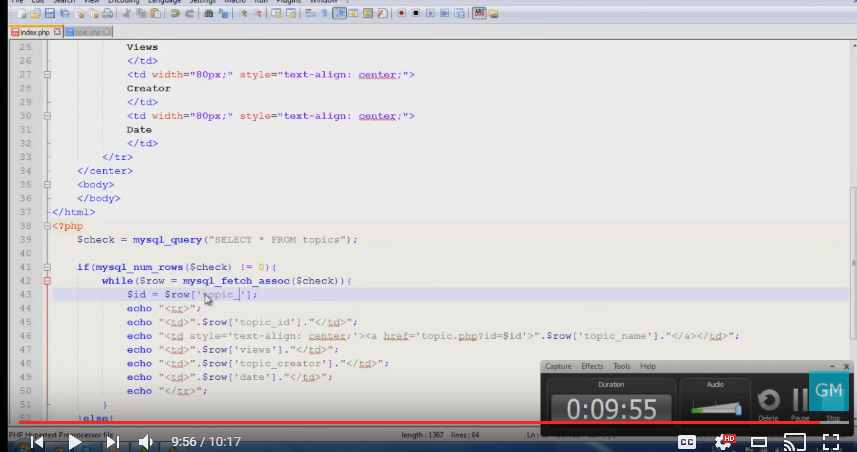 File Edit Search View Encoding Language Settings Macro Run Plugins Window ?
index.php post.php
25 Views
26 </td>
27 <td width="80px;" style="text-align: center;">
28 Creator
29 </td>
30 <td width="80px;" style="text-align: center;">
31 Date
32 </td>
33 </tr>
34 </center>
35 <body>
36 </body>
37 </html>
38 <?php
39 $check = mysql_query("SELECT * FROM topics");
40
41 if(mysql_num_rows($check) != 0){
42 while($row = mysql_fetch_assoc($check)){
43 $id = $row['topic_'];
44 echo "<tr>";
45 echo "<td>".$row['topic_id']."</td>";
46 echo "<td style='text-align: center;'><a href='topic.php?id=$id'>".$row['topic_name']."</a></td>";
47 echo "<td>".$row['views']."</td>";
48 echo "<td>".$row['topic_creator']."</td>";
49 echo "<td>".$row['date']."</td>";
50 echo "</tr>";
51 }
52 }else{
Capture Effects Tools Help
Duration Audio
0:09:55
Delete Pause Stop
GM
PHP Hypertext Preprocessor file length : 1367 lines : 64
9:56 / 10:17
CC HD